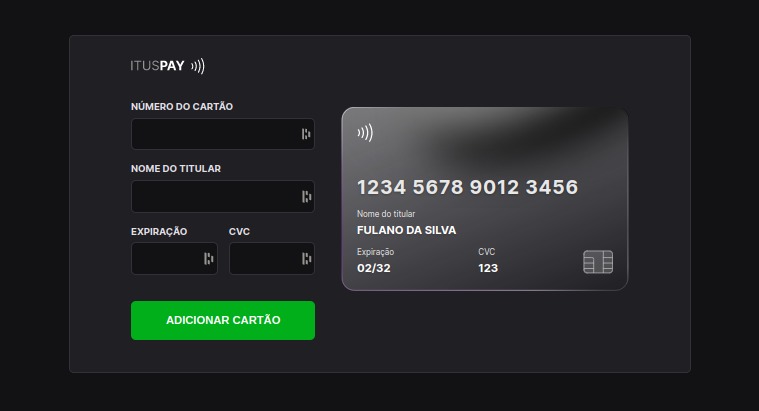 ITUSPAY
NÚMERO DO CARTÃO
NOME DO TITULAR
EXPIRAÇÃO CVC
ADICIONAR CARTÃO
1234 5678 9012 3456
Nome do titular
FULANO DA SILVA
Expiração CVC
02/32 123